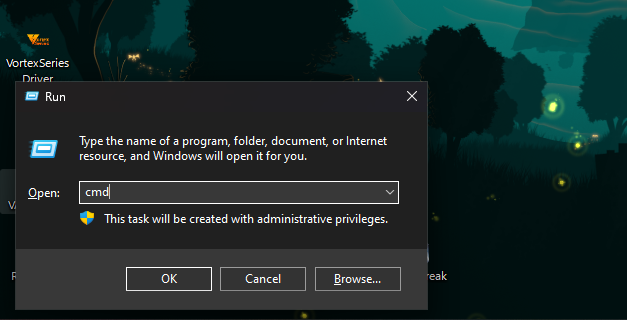 VortexSeries
Driver
Run
Type the name of a program, folder, document, or Internet
resource, and Windows will open it for you.
Open:
cmd
This task will be created with administrative privileges.
OK
Cancel
Browse...
reak